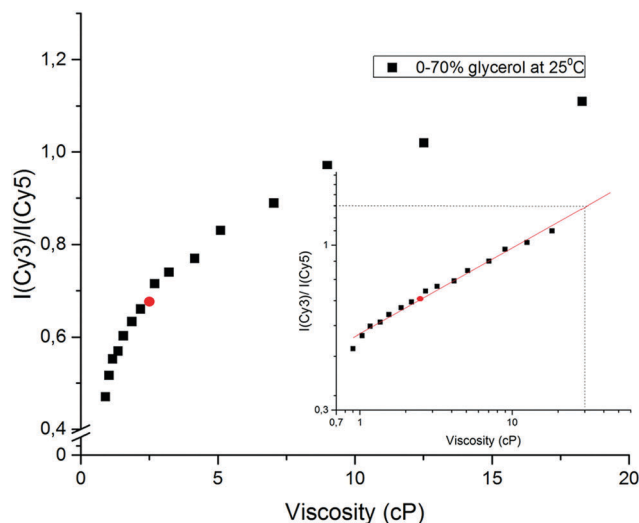 1,2
0-70% glycerol at 25⁰C
1,0
0,8
0,6
0,4
0
I(Cy3)/I(Cy5)
0 5 10 15 20
Viscosity (cP)
1
0,3
I(Cy3)/ I(Cy5)
0,7 1 10
Viscosity (cP)